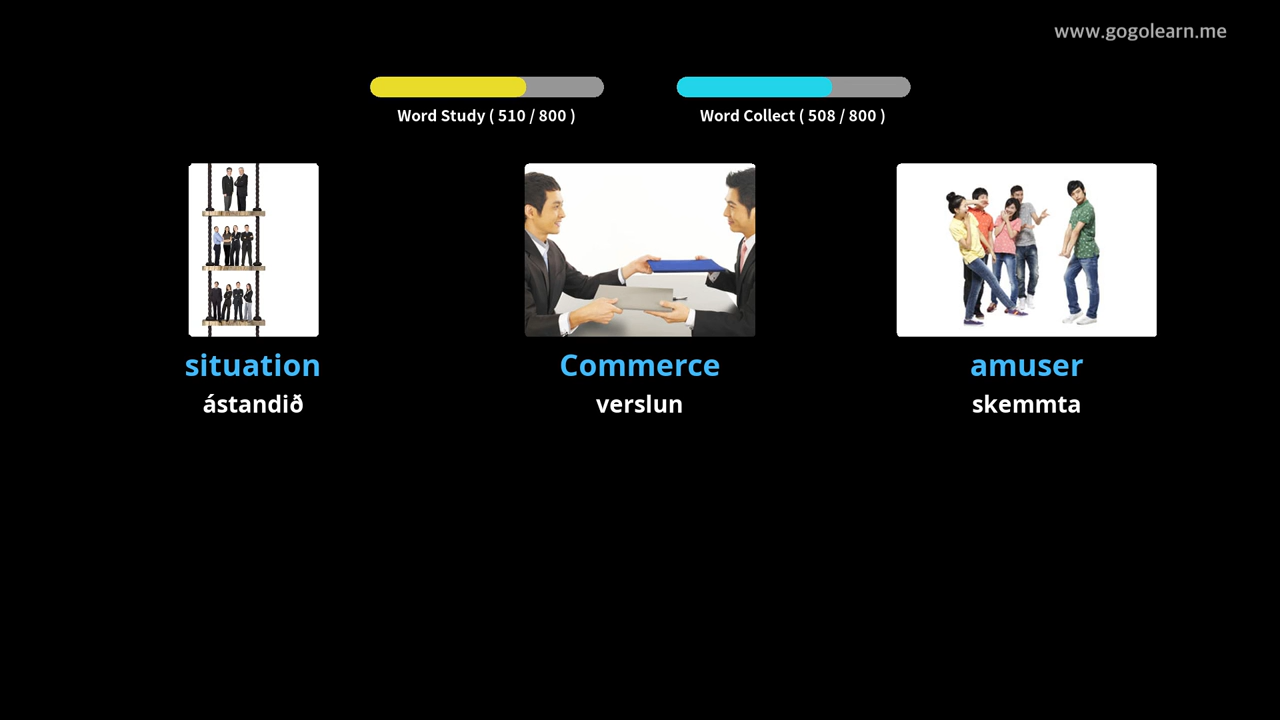 www.gogolearn.me
Word Study ( 510 / 800 )
Word Collect ( 508 / 800 )
situation
Commerce
amuser
ástandið
verslun
skemmta